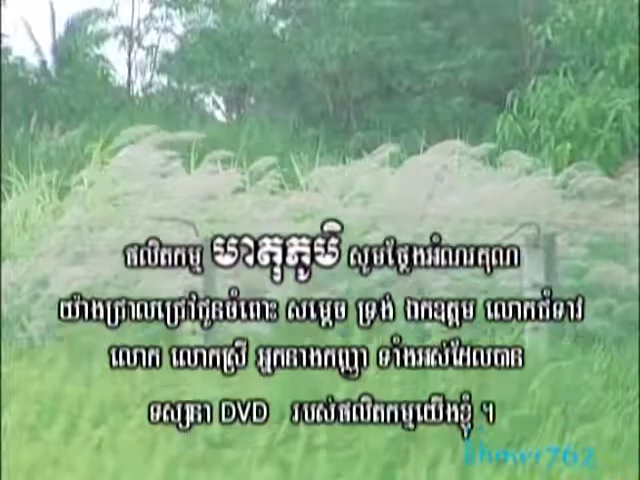 ផលិតកម្ម មាតុភូមិ សូមថ្លែងអំណរគុណ
យ៉ាងជ្រាលជ្រៅជូនចំពោះ សម្តេច ទ្រង់ ឯកឧត្តម លោកជំទាវ
លោក លោកស្រី អ្នកនាងកញ្ញា ទាំងអស់ដែលបាន
ទស្សនា DVD របស់ផលិតកម្មយើងខ្ញុំ ។
khmer762